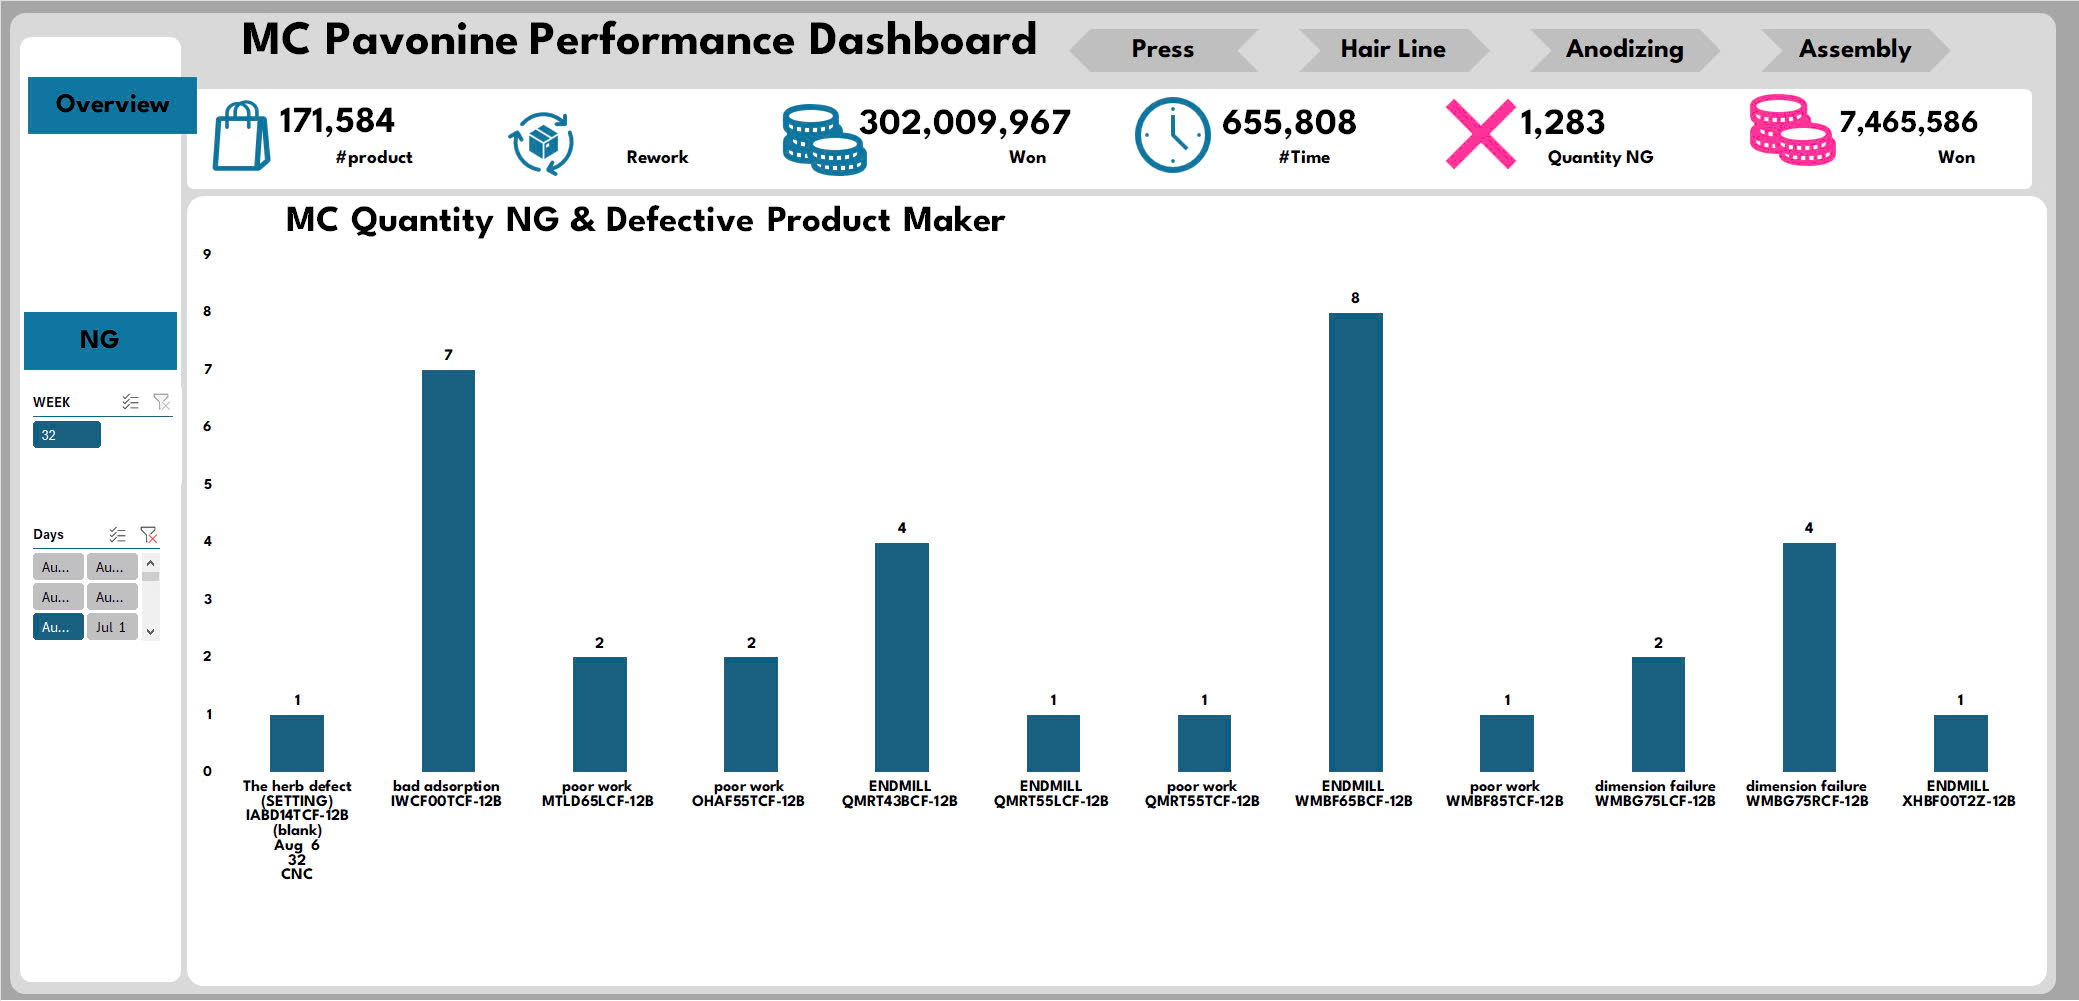 MC Pavonine Performance Dashboard
Press
Hair Line
Anodizing
Assembly
Overview
171,584
#product
Rework
302,009,967
Won
655,808
#Time
1,283
Quantity NG
7,465,586
Won
MC Quantity NG & Defective Product Maker
NG
WEEK
32
Days
Au...
Au...
Au...
Au...
Au...
Jul 1
9
8
7
6
5
4
3
2
1
0
1
7
2
2
4
1
1
8
1
2
4
1
The herb defect
(SETTING)
IABD14TCF-12B
(blank)
Aug 6
32
CNC
bad adsorption
IWCF00TCF-12B
poor work
MTLD65LCF-12B
poor work
OHAF55TCF-12B
ENDMILL
QMRT43BCF-12B
ENDMILL
QMRT55LCF-12B
poor work
QMRT55TCF-12B
ENDMILL
WMBF65BCF-12B
poor work
WMBF85TCF-12B
dimension failure
WMBG75LCF-12B
dimension failure
WMBG75RCF-12B
ENDMILL
XHBF00T2Z-12B